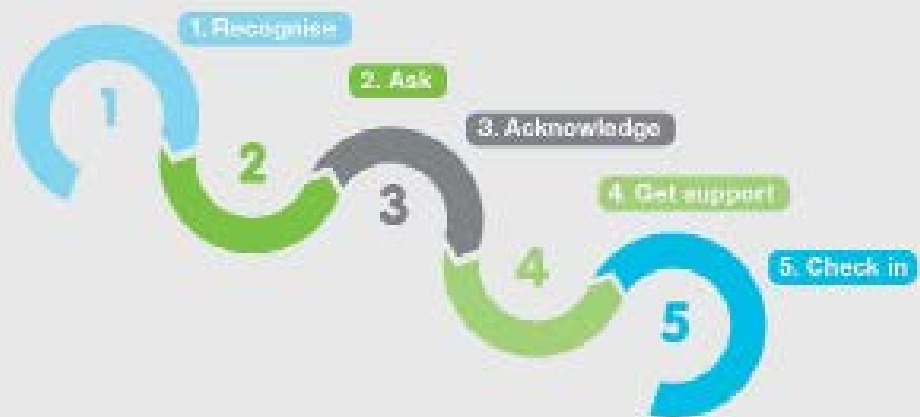 1. Recognise
1
2. Ask
2
3. Acknowledge
3
4. Get support
4
5. Check in
5